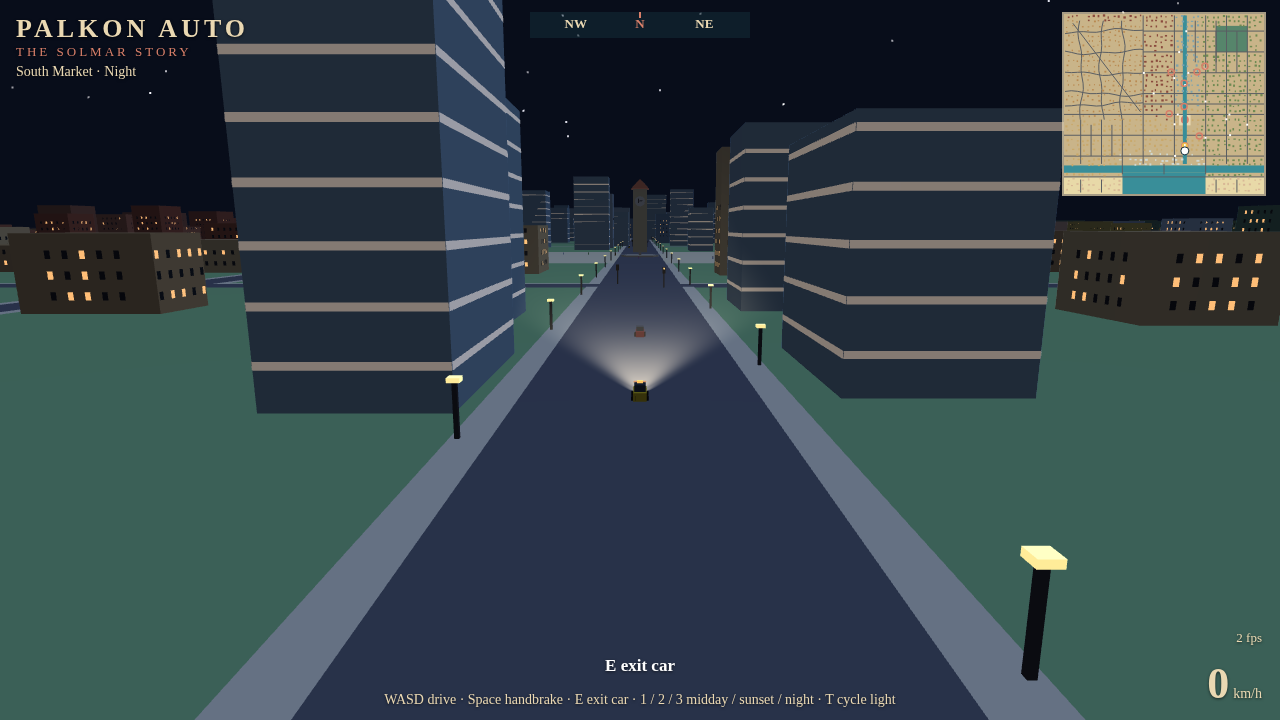 PALKON AUTO
THE SOLMAR STORY
South Market · Night
NW N NE
2 fps
0 km/h
E exit car
WASD drive · Space handbrake · E exit car · 1 / 2 / 3 midday / sunset / night · T cycle light